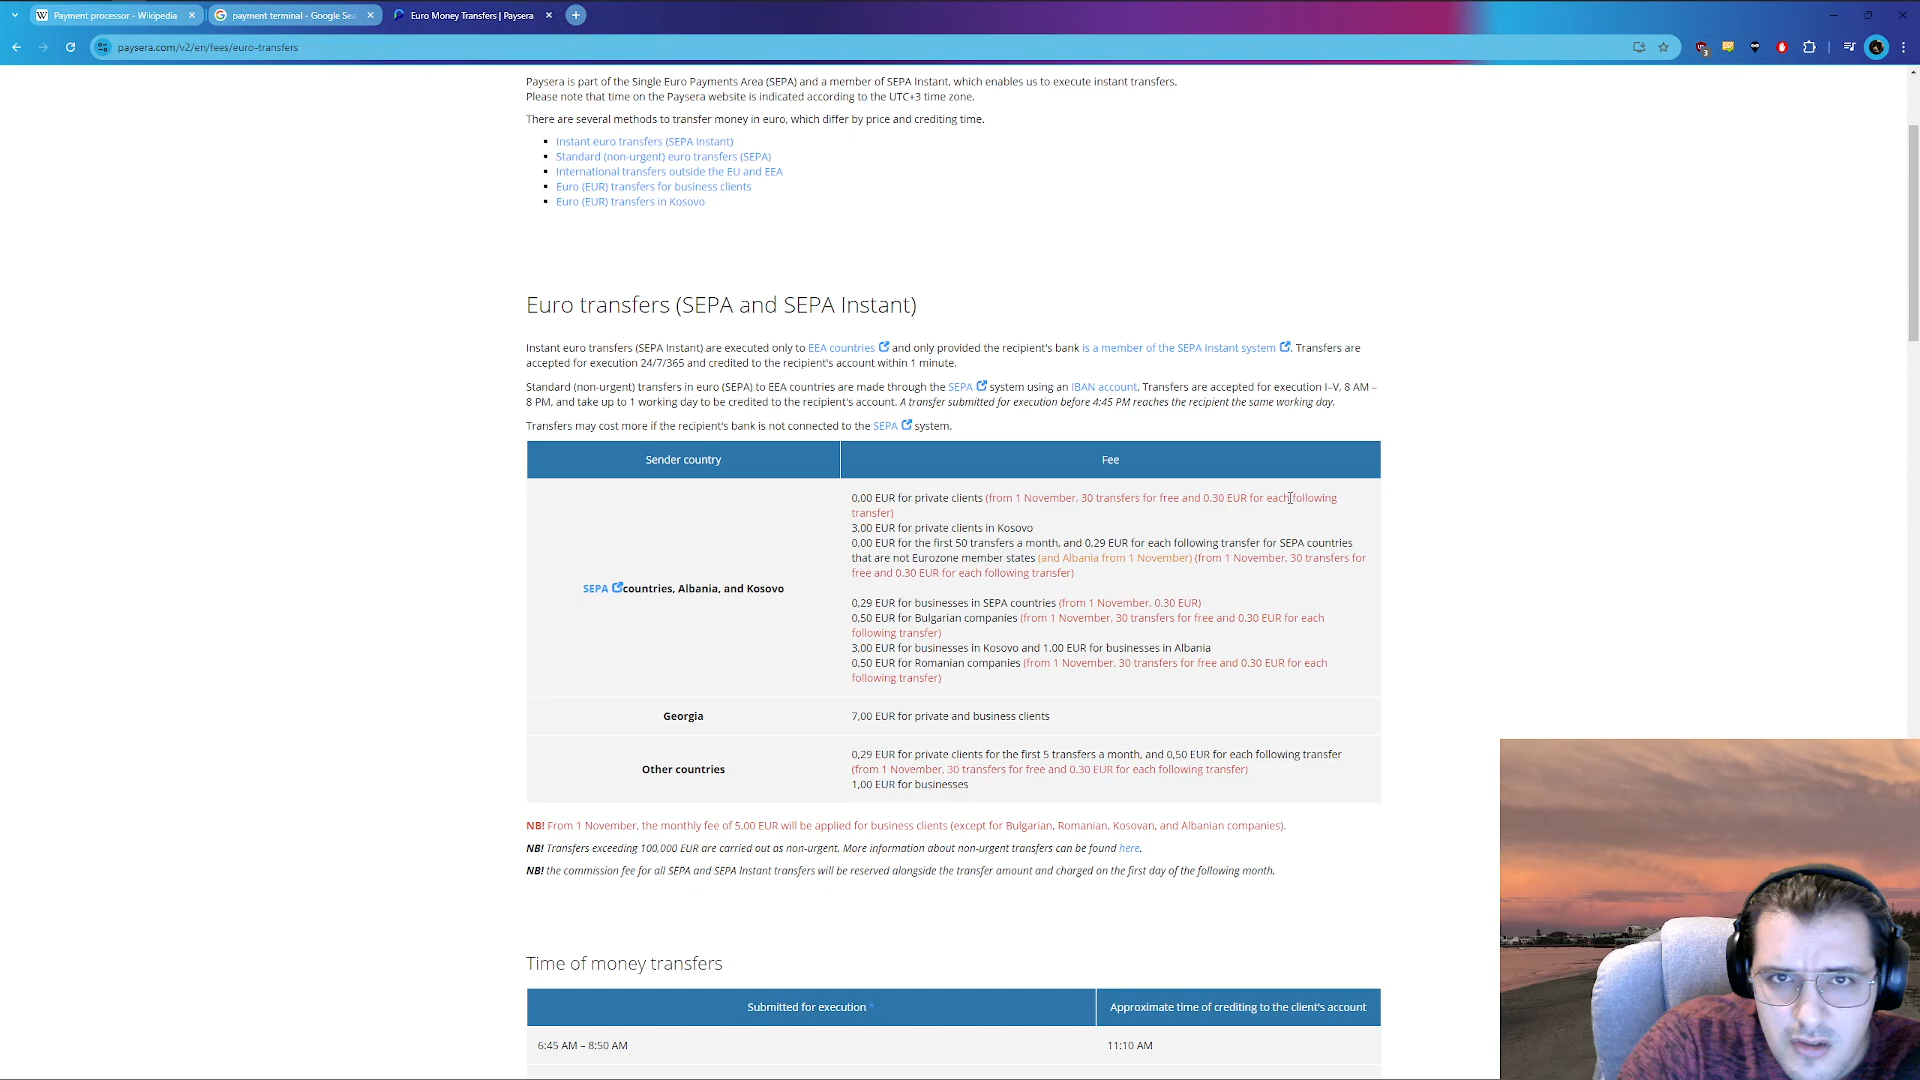 Payment processor - Wikipedia
payment terminal - Google Sea
Euro Money Transfers | Paysera
paysera.com/v2/en/fees/euro-transfers
Paysera is part of the Single Euro Payments Area (SEPA) and a member of SEPA Instant, which enables us to execute instant transfers.
Please note that time on the Paysera website is indicated according to the UTC+3 time zone.
There are several methods to transfer money in euro, which differ by price and crediting time.
Instant euro transfers (SEPA Instant)
Standard (non-urgent) euro transfers (SEPA)
International transfers outside the EU and EEA
Euro (EUR) transfers for business clients
Euro (EUR) transfers in Kosovo
Euro transfers (SEPA and SEPA Instant)
Instant euro transfers (SEPA Instant) are executed only to EEA countries and only provided the recipient's bank is a member of the SEPA Instant system. Transfers are
accepted for execution 24/7/365 and credited to the recipient's account within 1 minute.
Standard (non-urgent) transfers in euro (SEPA) to EEA countries are made through the SEPA system using an IBAN account. Transfers are accepted for execution I–V, 8 AM –
8 PM, and take up to 1 working day to be credited to the recipient's account. A transfer submitted for execution before 4:45 PM reaches the recipient the same working day.
Transfers may cost more if the recipient's bank is not connected to the SEPA system.
Sender country
Fee
SEPA countries, Albania, and Kosovo
0,00 EUR for private clients (from 1 November, 30 transfers for free and 0.30 EUR for each following
transfer)
3,00 EUR for private clients in Kosovo
0,00 EUR for the first 50 transfers a month, and 0,29 EUR for each following transfer for SEPA countries
that are not Eurozone member states (and Albania from 1 November) (from 1 November, 30 transfers for
free and 0.30 EUR for each following transfer)
0,29 EUR for businesses in SEPA countries (from 1 November, 0.30 EUR)
0,50 EUR for Bulgarian companies (from 1 November, 30 transfers for free and 0.30 EUR for each
following transfer)
3,00 EUR for businesses in Kosovo and 1.00 EUR for businesses in Albania
0,50 EUR for Romanian companies (from 1 November, 30 transfers for free and 0.30 EUR for each
following transfer)
Georgia
7,00 EUR for private and business clients
Other countries
0,29 EUR for private clients for the first 5 transfers a month, and 0,50 EUR for each following transfer
(from 1 November, 30 transfers for free and 0.30 EUR for each following transfer)
1,00 EUR for businesses
NB! From 1 November, the monthly fee of 5.00 EUR will be applied for business clients (except for Bulgarian, Romanian, Kosovan, and Albanian companies).
NB! Transfers exceeding 100,000 EUR are carried out as non-urgent. More information about non-urgent transfers can be found here.
NB! the commission fee for all SEPA and SEPA Instant transfers will be reserved alongside the transfer amount and charged on the first day of the following month.
Time of money transfers
Submitted for execution *
Approximate time of crediting to the client's account
6:45 AM – 8:50 AM
11:10 AM